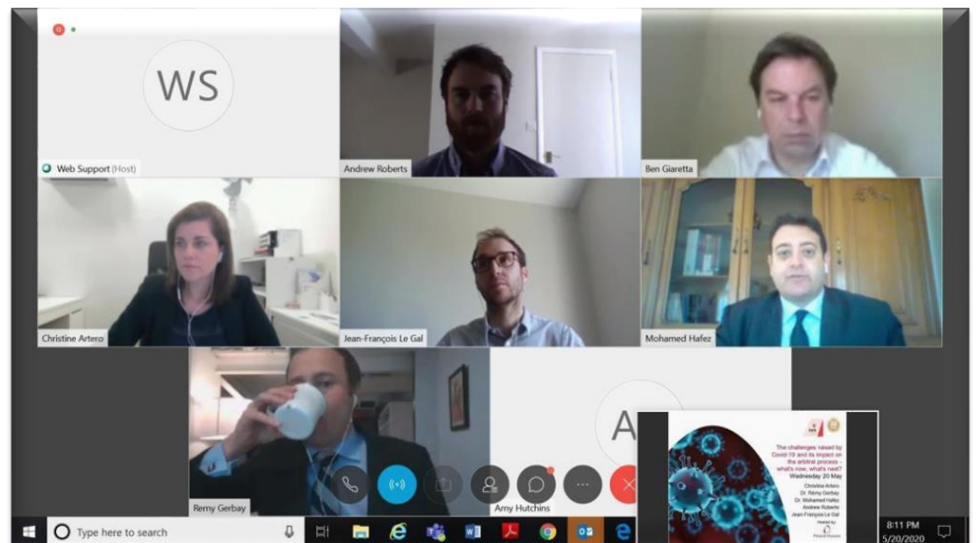 WS
Web Support (Host)
Andrew Roberts
Ben Giaretta
Christine Artero
Jean-François Le Gal
Mohamed Hafez
Remy Gerbay
A
Amy Hutchins
The challenges raised by
Covid-19 and its impact on
the arbitral process -
what's now, what's next?
Wednesday 20 May
Christine Artero
Dr. Rémy Gerbay
Dr. Mohamed Hafez
Andrew Roberts
Jean-François Le Gal
Hosted by:
Type here to search
8:11 PM
5/20/2020